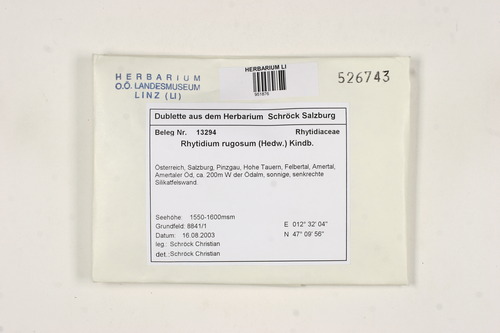 HERBARIUM
O.Ö. LANDESMUSEUM
LINZ (LI)
HERBARIUM LI
526743
Dublette aus dem Herbarium Schröck Salzburg
Beleg Nr. 13294 Rhytidiaceae
Rhytidium rugosum (Hedw.) Kindb.
Österreich, Salzburg, Pinzgau, Hohe Tauern, Felbertal, Amertal,
Amertaler Öd, ca. 200m W der Ödalm, sonnige, senkrechte
Silikatfelswand.
Seehöhe: 1550-1600msm
Grundfeld: 8841/1 E 012° 32' 04"
Datum: 16.08.2003 N 47° 09' 56"
leg. Schröck Christian
det.: Schröck Christian